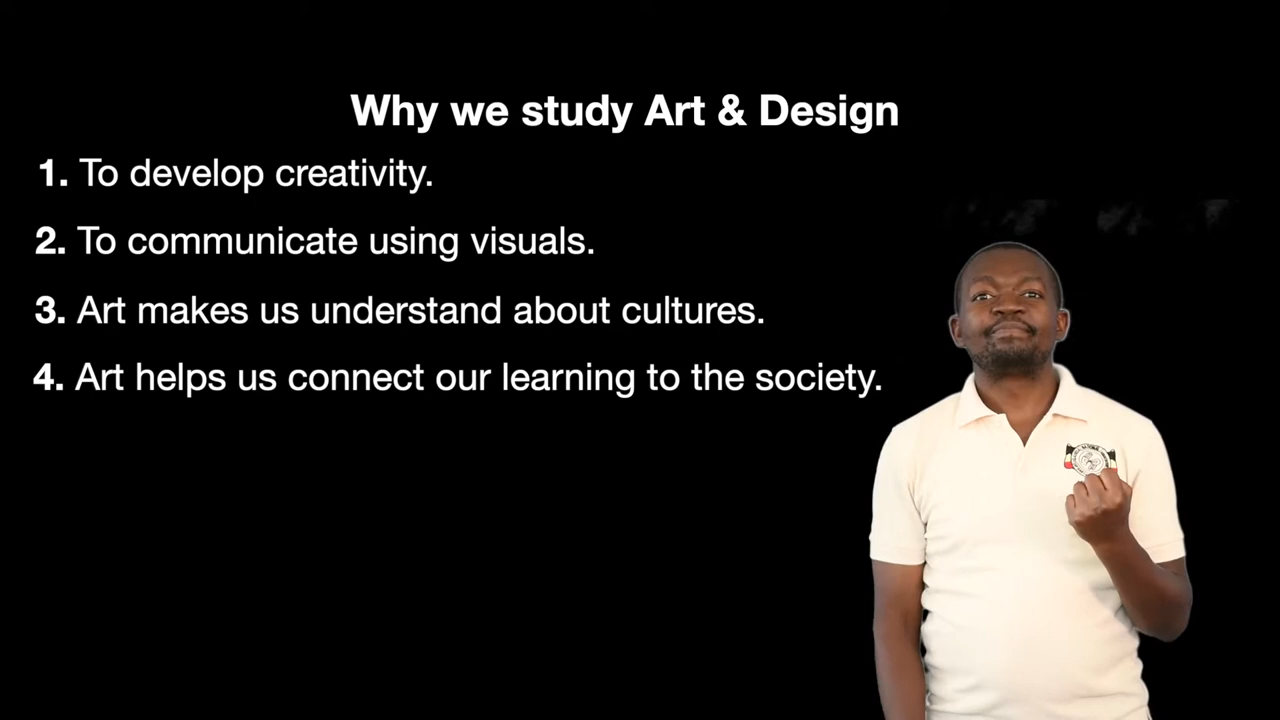 Why we study Art & Design
1. To develop creativity.
2. To communicate using visuals.
3. Art makes us understand about cultures.
4. Art helps us connect our learning to the society.